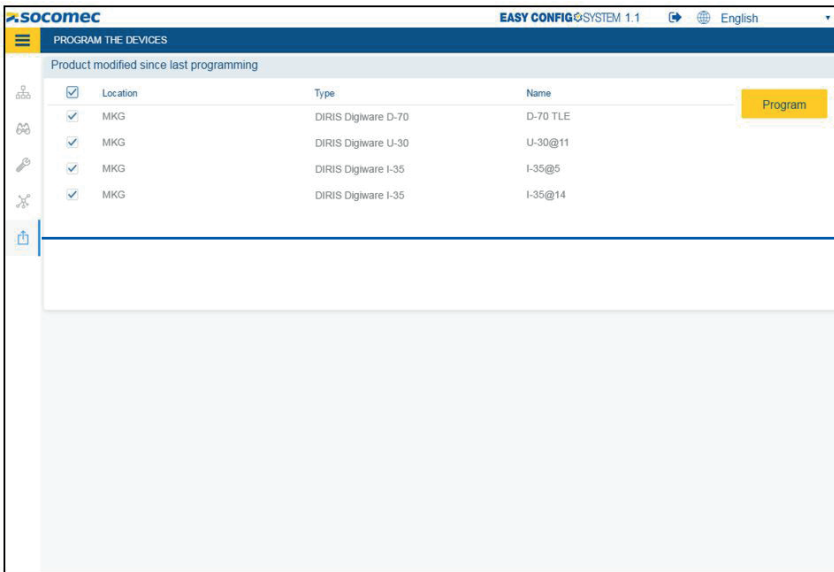 socomec
EASY CONFIG SYSTEM 1.1 English
PROGRAM THE DEVICES
Product modified since last programming
Location Type Name
Program
MKG DIRIS Digiware D-70 D-70 TLE
MKG DIRIS Digiware U-30 U-30@11
MKG DIRIS Digiware I-35 I-35@5
MKG DIRIS Digiware I-35 I-35@14